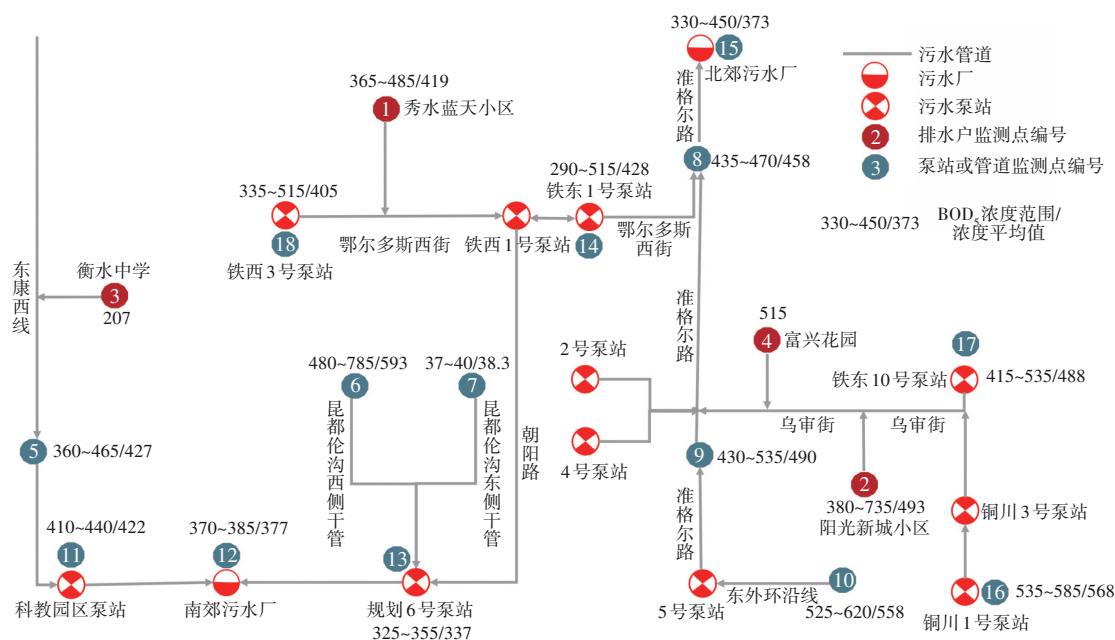 330~450/373
15
北郊污水厂
准格尔路
污水管道
污水厂
污水泵站
2
排水户监测点编号
3
泵站或管道监测点编号
330~450/373
BOD₅浓度范围/
浓度平均值
365~485/419
1
秀水蓝天小区
8
435~470/458
290~515/428
铁东1号泵站
335~515/405
18
铁西3号泵站
鄂尔多斯西街
铁西1号泵站
14
鄂尔多斯
西街
东康西线
衡水中学
3
207
准格尔路
515
4
富兴花园
17
铁东10号泵站
415~535/488
2号泵站
4号泵站
乌审街
乌审街
480~785/593
6
37~40/38.3
7
昆都伦沟西侧干管
昆都伦沟东侧干管
朝阳路
5
360~465/427
9
430~535/490
2
380~735/493
阳光新城小区
铜川3号泵站
准格尔路
410~440/422
11
科教园区泵站
370~385/377
12
南郊污水厂
13
规划6号泵站
325~355/337
5号泵站
东外环沿线
10
525~620/558
16
535~585/568
铜川1号泵站